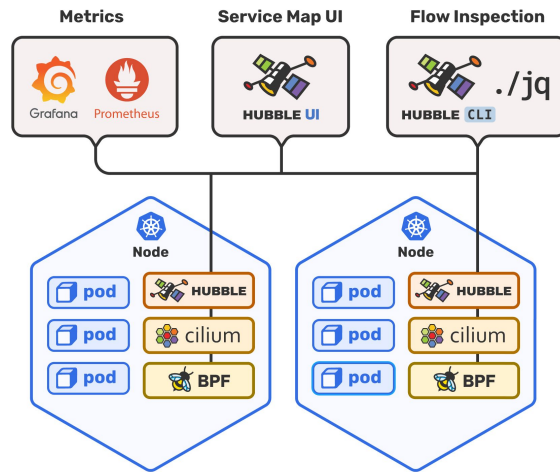 Metrics
Service Map UI
Flow Inspection
Grafana
Prometheus
HUBBLE UI
./jq
HUBBLE CLI
Node
Node
pod
HUBBLE
pod
HUBBLE
pod
cilium
pod
cilium
pod
BPF
pod
BPF